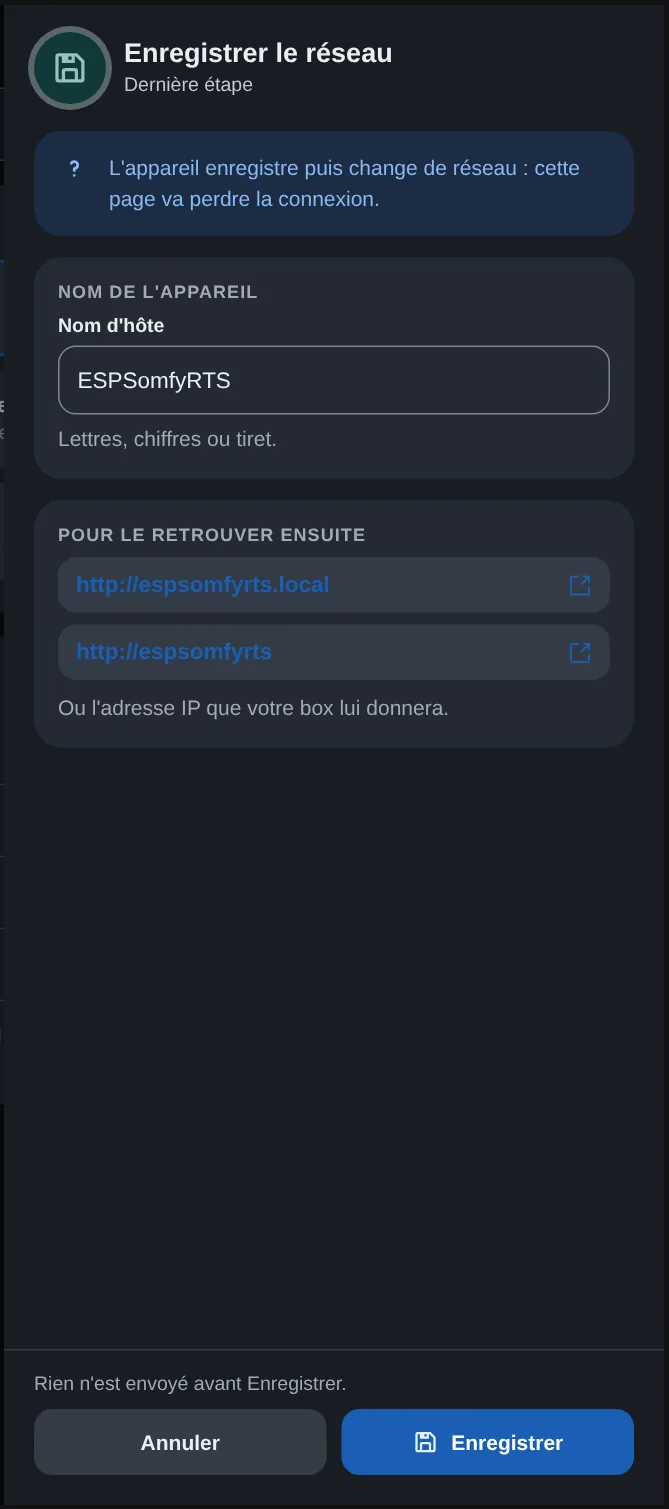 Enregistrer le réseau
Dernière étape
? L'appareil enregistre puis change de réseau : cette
page va perdre la connexion.
NOM DE L'APPAREIL
Nom d'hôte
ESPSomfyRTS
Lettres, chiffres ou tiret.
POUR LE RETROUVER ENSUITE
http://espsomfyrts.local
http://espsomfyrts
Ou l'adresse IP que votre box lui donnera.
Rien n'est envoyé avant Enregistrer.
Annuler
Enregistrer